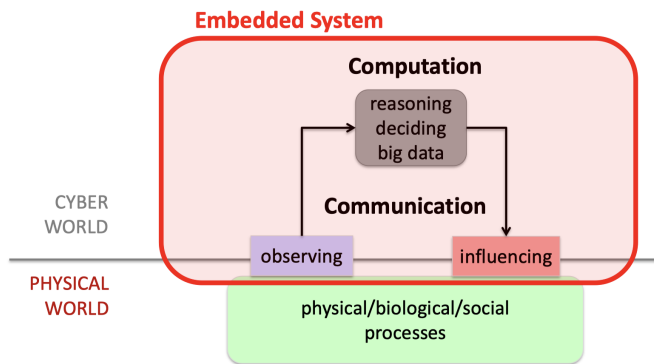 Embedded System
Computation
reasoning
deciding
big data
Communication
CYBER
WORLD
observing
influencing
PHYSICAL
WORLD
physical/biological/social
processes